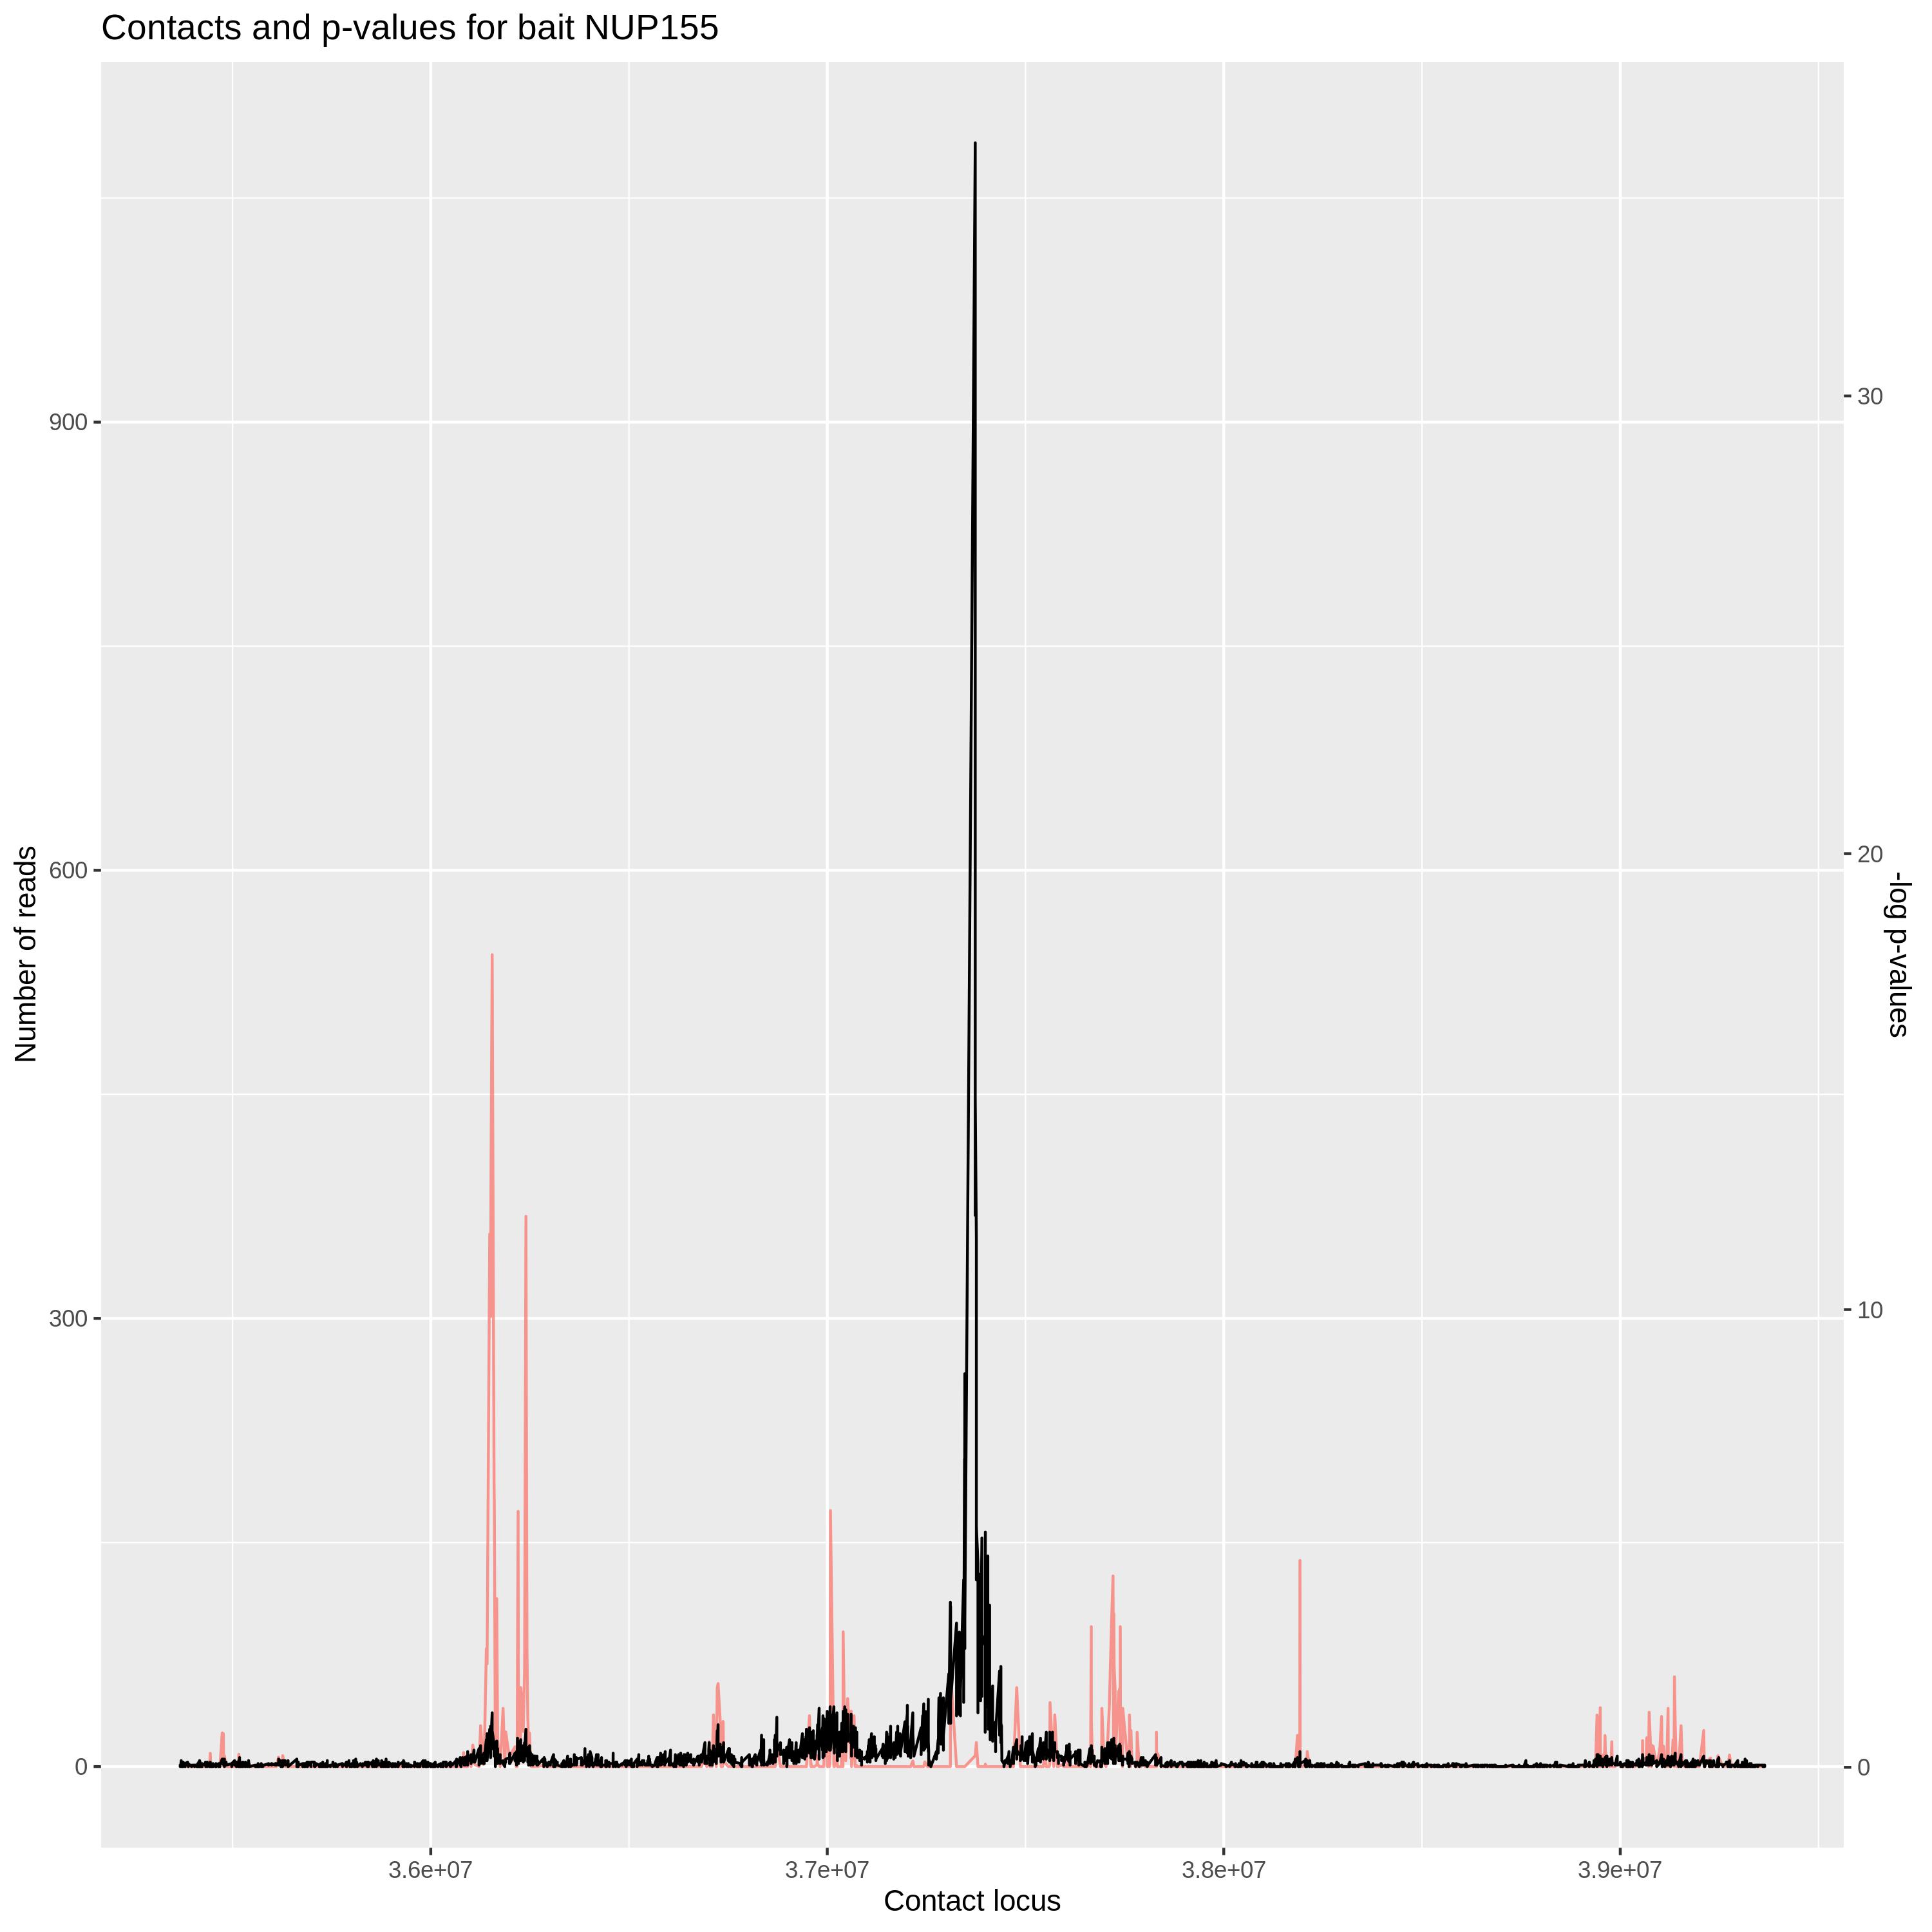 Contacts and p-values for bait NUP155
Number of reads
900
600
300
0
30
20
10
0
-log p-values
3.6e+07
3.7e+07
3.8e+07
3.9e+07
Contact locus